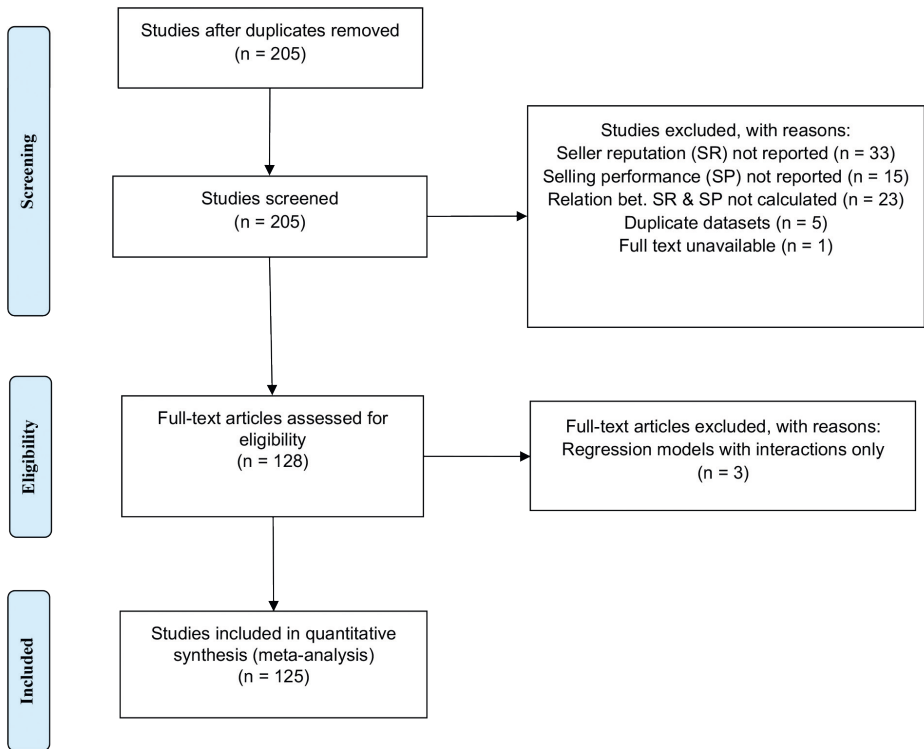 Screening
Studies after duplicates removed
(n = 205)
Studies screened
(n = 205)
Studies excluded, with reasons:
Seller reputation (SR) not reported (n = 33)
Selling performance (SP) not reported (n = 15)
Relation bet. SR & SP not calculated (n = 23)
Duplicate datasets (n = 5)
Full text unavailable (n = 1)
Eligibility
Full-text articles assessed for
eligibility
(n = 128)
Full-text articles excluded, with reasons:
Regression models with interactions only
(n = 3)
Included
Studies included in quantitative
synthesis (meta-analysis)
(n = 125)